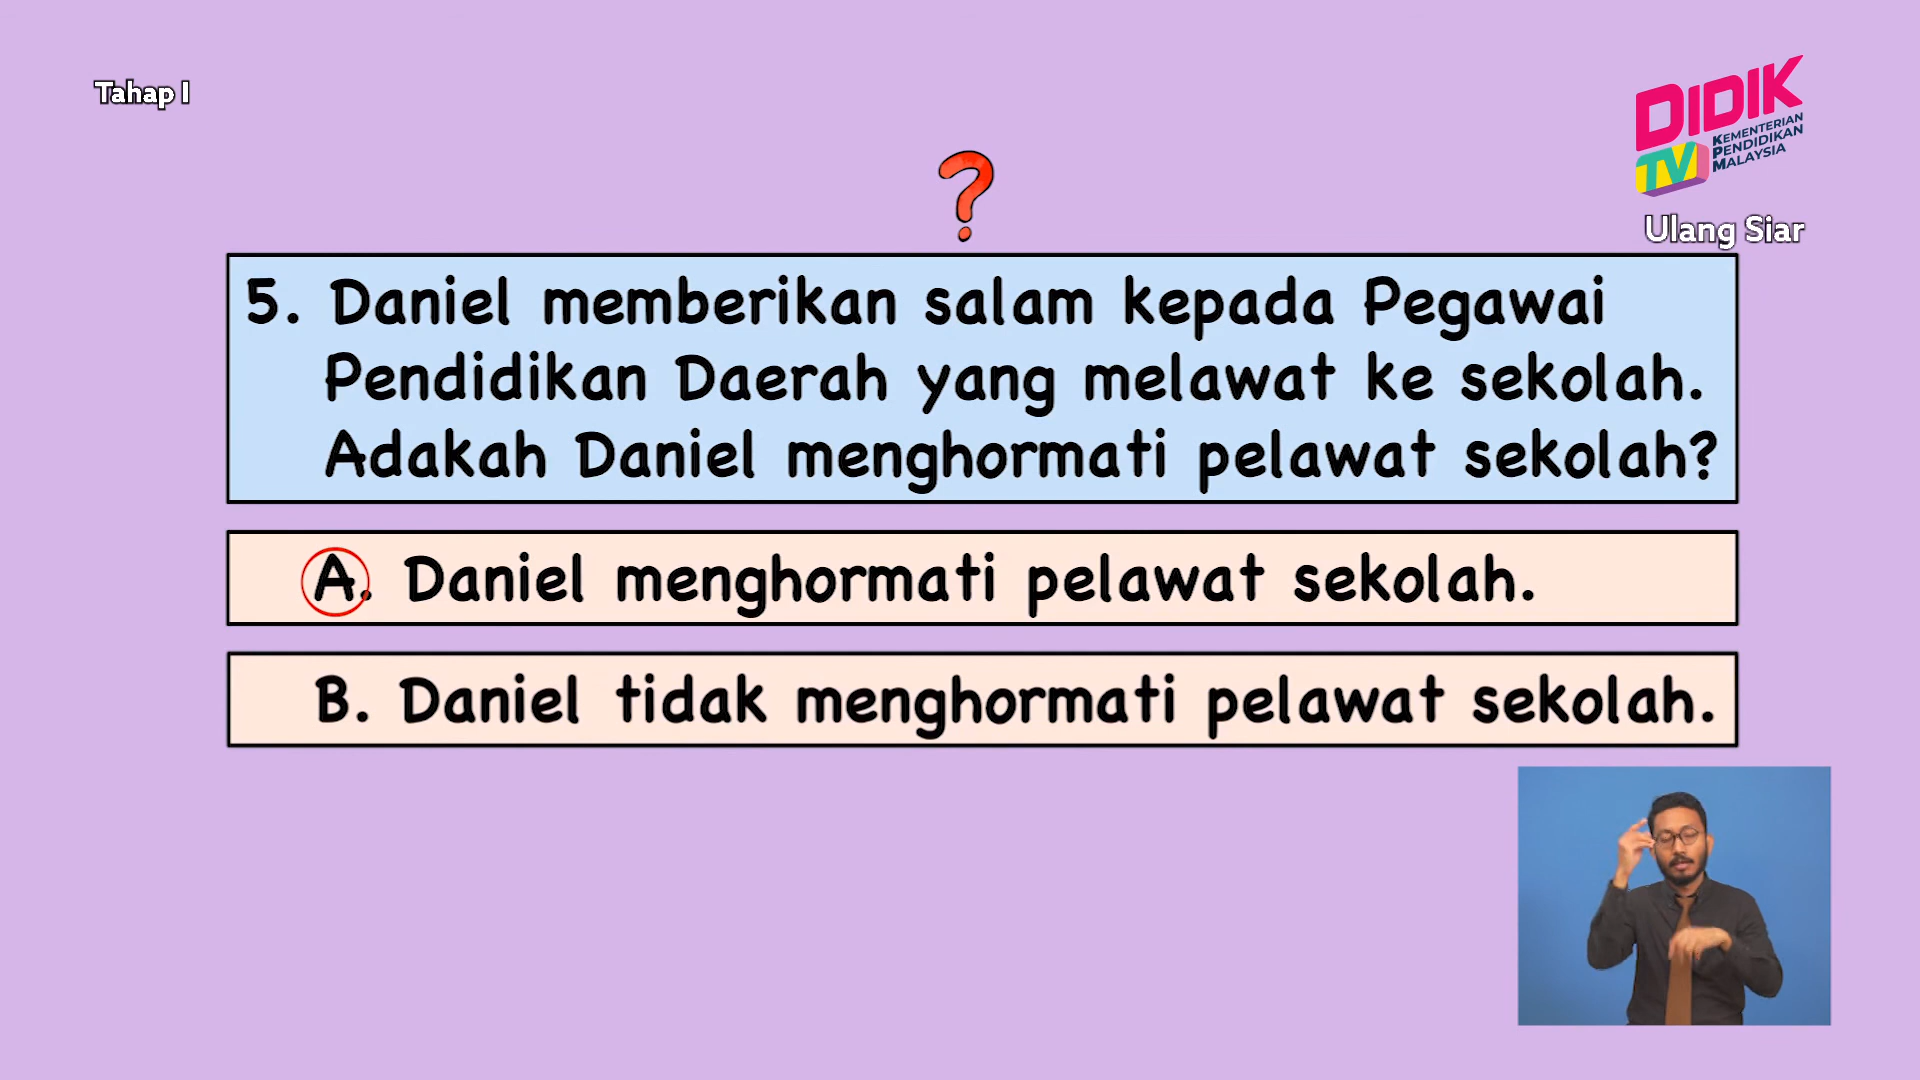 Tahap I
DIDIK
TV
KEMENTERIAN
PENDIDIKAN
MALAYSIA
Ulang Siar
?
5. Daniel memberikan salam kepada Pegawai
Pendidikan Daerah yang melawat ke sekolah.
Adakah Daniel menghormati pelawat sekolah?
A. Daniel menghormati pelawat sekolah.
B. Daniel tidak menghormati pelawat sekolah.